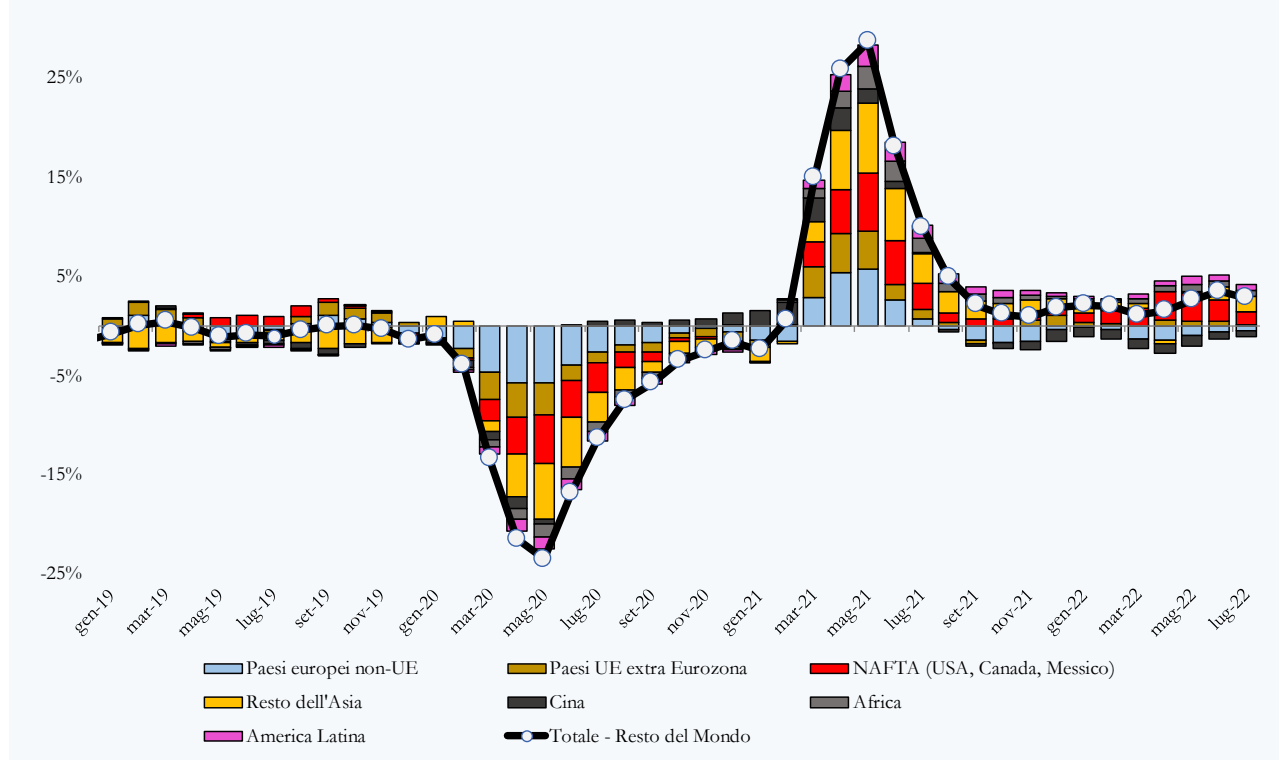 25%
15%
5%
-5%
-15%
-25%
gen-19 mar-19 mag-19 lug-19 set-19 nov-19 gen-20 mar-20 mag-20 lug-20 set-20 nov-20 gen-21 mar-21 mag-21 lug-21 set-21 nov-21 gen-22 mar-22 mag-22 lug-22
Paesi europei non-UE Paesi UE extra Eurozona NAFTA (USA, Canada, Messico)
Resto dell'Asia Cina Africa
America Latina Totale - Resto del Mondo